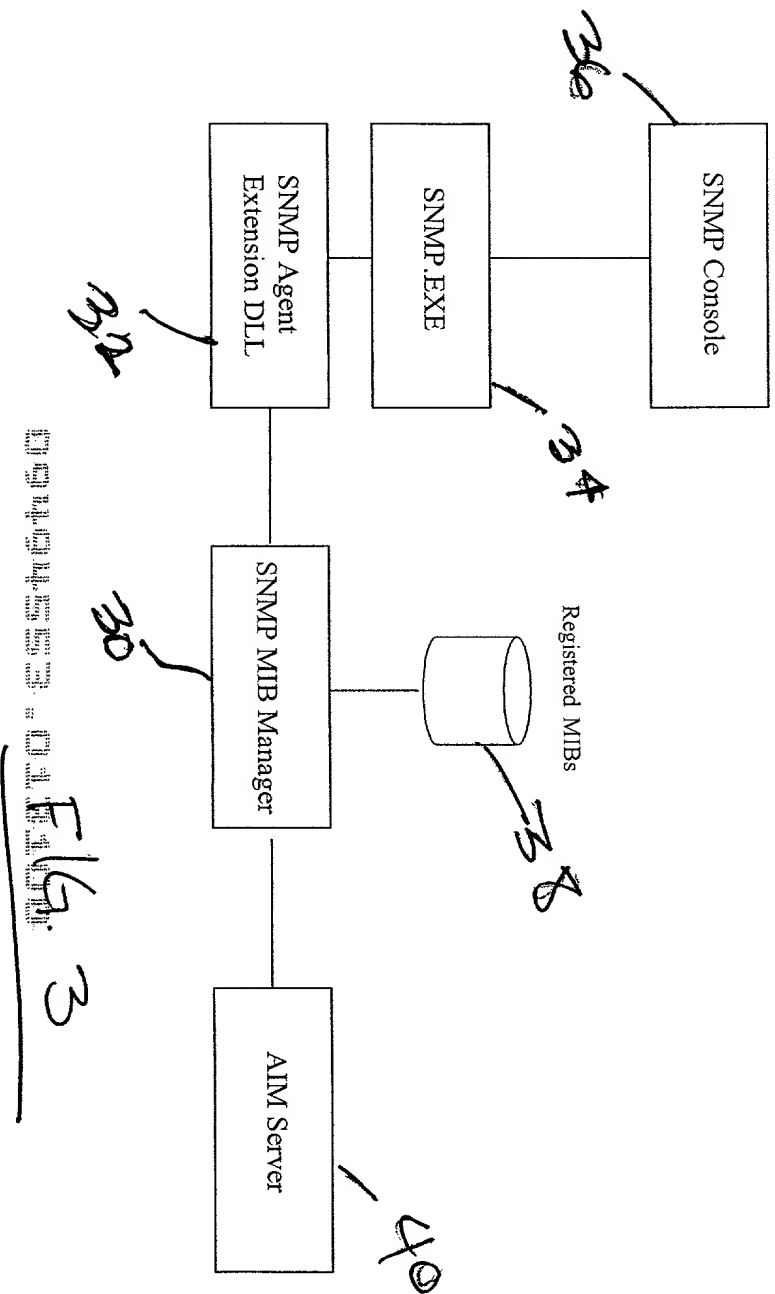 36
SNMP Console
SNMP.EXE
34
SNMP Agent
Extension DLL
32
Registered MIBs
38
SNMP MIB Manager
30
AIM Server
40
FIG. 3